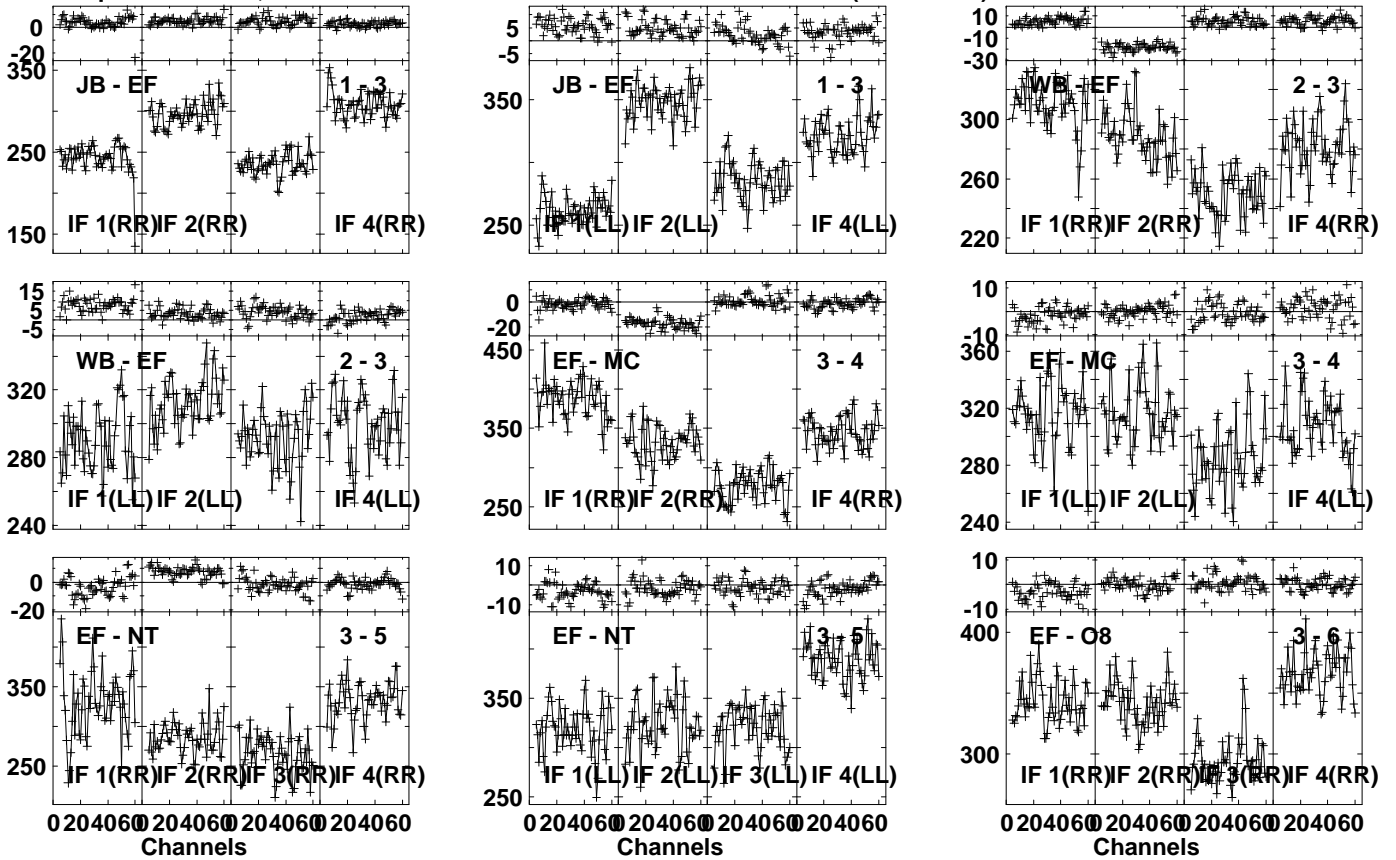 20 0 20 5 -5 10 -10 -30
JB - EF 1 - 3 JB - EF 1 - 3 WB - EF 2 - 3
350 250 150 350 250 300 260 220
IF 1(RR) IF 2(RR) IF 4(RR) IF 1(LL) IF 2(LL) IF 4(LL) IF 1(RR) IF 2(RR) IF 4(RR)
15 5 -5 0 -20 10 -10
WB - EF 2 - 3 EF - MC 3 - 4 EF - MC 3 - 4
320 280 240 450 350 250 360 320 280 240
IF 1(LL) IF 2(LL) IF 4(LL) IF 1(RR) IF 2(RR) IF 4(RR) IF 1(LL) IF 2(LL) IF 4(LL)
0 -20 10 -10 10 -10
EF - NT 3 - 5 EF - NT 3 - 5 EF - O8 3 - 6
350 250 350 250 400 300
IF 1(RR) IF 2(RR) IF 3(RR) IF 4(RR) IF 1(LL) IF 2(LL) IF 3(LL) IF 4(LL) IF 1(RR) IF 2(RR) IF 3(RR) IF 4(RR)
0 20 40 60 0 20 40 60 0 20 40 60 0 20 40 60 0 20 40 60 0 20 40 60 0 20 40 60 0 20 40 60 0 20 40 60 0 20 40 60 0 20 40 60 0 20 40 60
Channels Channels Channels